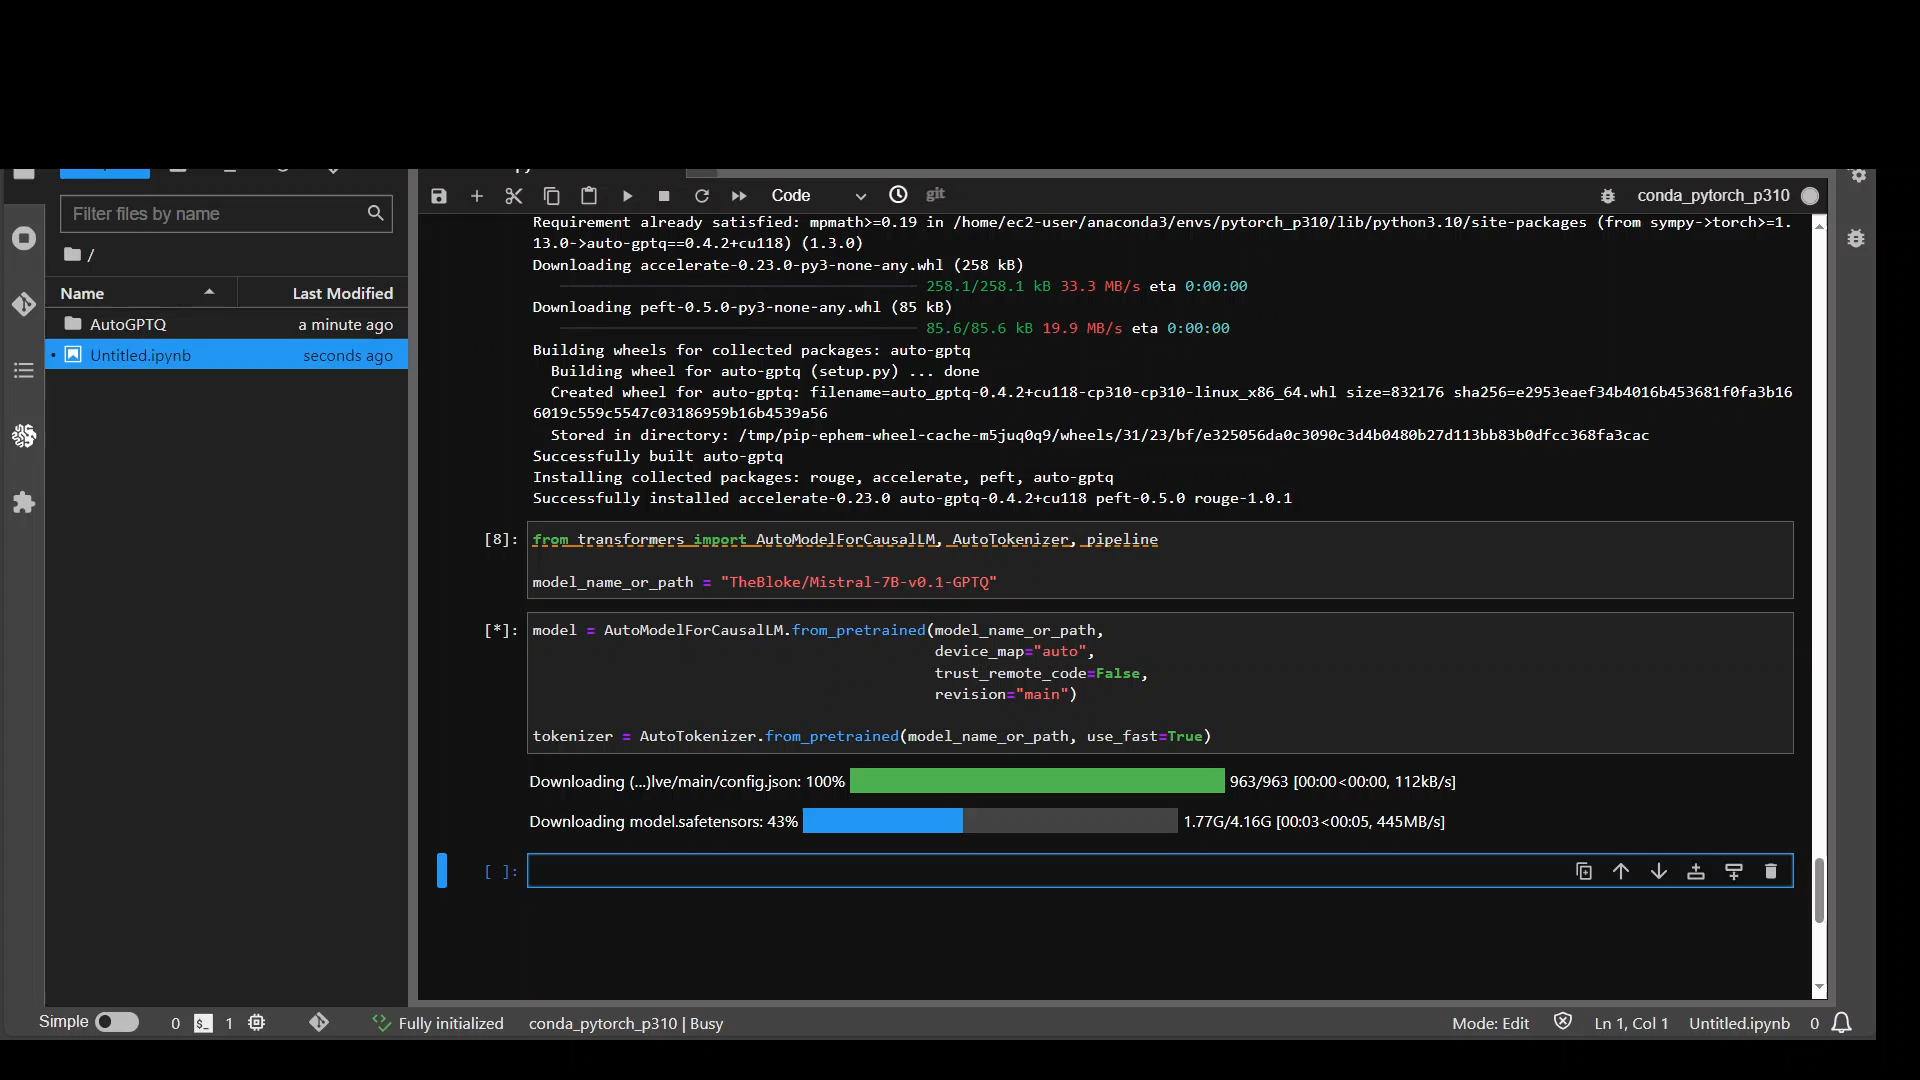 Code
git
conda_pytorch_p310
Filter files by name
/
Name
Last Modified
AutoGPTQ
a minute ago
Untitled.ipynb
seconds ago
Requirement already satisfied: mpmath>=0.19 in /home/ec2-user/anaconda3/envs/pytorch_p310/lib/python3.10/site-packages (from sympy->torch>=1.
13.0->auto-gptq==0.4.2+cu118) (1.3.0)
Downloading accelerate-0.23.0-py3-none-any.whl (258 kB)
258.1/258.1 kB 33.3 MB/s eta 0:00:00
Downloading peft-0.5.0-py3-none-any.whl (85 kB)
85.6/85.6 kB 19.9 MB/s eta 0:00:00
Building wheels for collected packages: auto-gptq
Building wheel for auto-gptq (setup.py) ... done
Created wheel for auto-gptq: filename=auto_gptq-0.4.2+cu118-cp310-cp310-linux_x86_64.whl size=832176 sha256=e2953eaef34b4016b453681f0fa3b16
6019c559c5547c03186959b16b4539a56
Stored in directory: /tmp/pip-ephem-wheel-cache-m5juq0q9/wheels/31/23/bf/e325056da0c3090c3d4b0480b27d113bb83b0dfcc368fa3cac
Successfully built auto-gptq
Installing collected packages: rouge, accelerate, peft, auto-gptq
Successfully installed accelerate-0.23.0 auto-gptq-0.4.2+cu118 peft-0.5.0 rouge-1.0.1
[8]: from transformers import AutoModelForCausalLM, AutoTokenizer, pipeline
model_name_or_path = "TheBloke/Mistral-7B-v0.1-GPTQ"
[*]: model = AutoModelForCausalLM.from_pretrained(model_name_or_path,
device_map="auto",
trust_remote_code=False,
revision="main")
tokenizer = AutoTokenizer.from_pretrained(model_name_or_path, use_fast=True)
Downloading (…)lve/main/config.json: 100% 963/963 [00:00<00:00, 112kB/s]
Downloading model.safetensors: 43% 1.77G/4.16G [00:03<00:05, 445MB/s]
[ ]:
Simple 0 $_ 1 Fully initialized conda_pytorch_p310 | Busy Mode: Edit Ln 1, Col 1 Untitled.ipynb 0